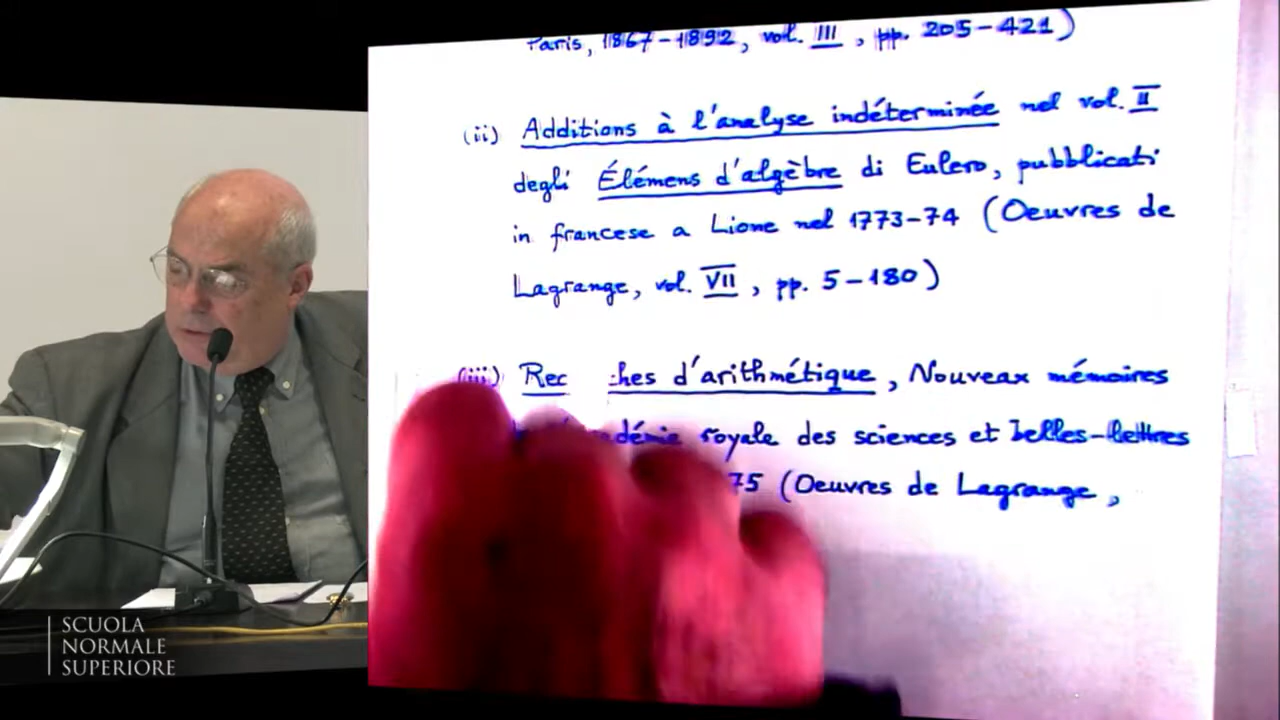 Paris, 1867-1892, vol. III, pp. 205-421)
(ii) Additions à l'analyse indéterminée nel vol. II
degli Élémens d'algèbre di Eulero, pubblicati
in francese a Lione nel 1773-74 (Oeuvres de
Lagrange, vol. VII, pp. 5-180)
(iii) Rec ches d'arithmétique, Nouveax mémoires
démie royale des sciences et belles-lettres
75 (Oeuvres de Lagrange,
SCUOLA
NORMALE
SUPERIORE